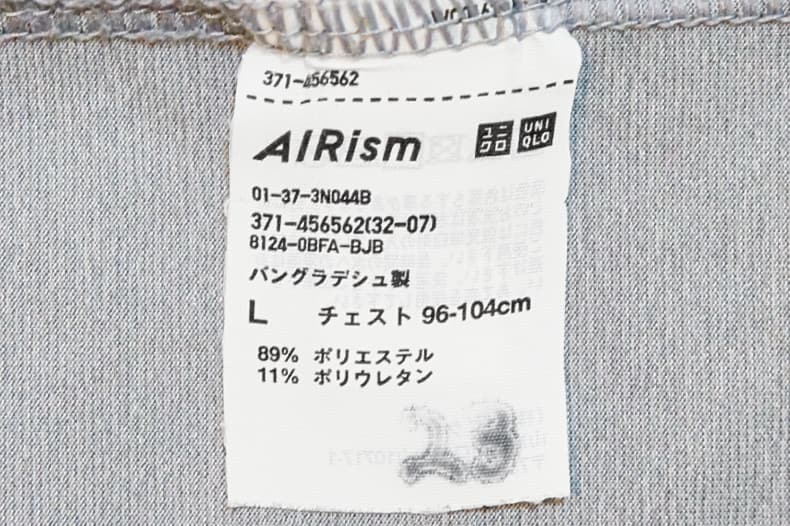 371-456562
AIRism ユニクロ UNIQLO
01-37-3N044B
371-456562(32-07)
8124-0BFA-BJB
バングラデシュ製
L チェスト 96-104cm
89% ポリエステル
11% ポリウレタン